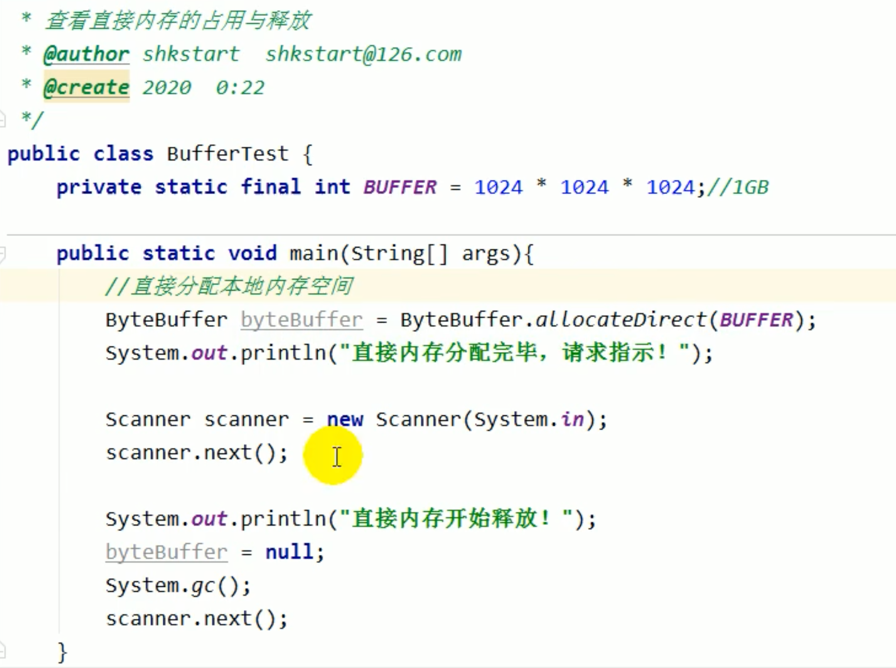 * 查看直接内存的占用与释放
* @author shkstart  shkstart@126.com
* @create 2020  0:22
*/
public class BufferTest {
    private static final int BUFFER = 1024 * 1024 * 1024;//1GB
    public static void main(String[] args){
        //直接分配本地内存空间
        ByteBuffer byteBuffer = ByteBuffer.allocateDirect(BUFFER);
        System.out.println("直接内存分配完毕，请求指示！");
        Scanner scanner = new Scanner(System.in);
        scanner.next();
        System.out.println("直接内存开始释放！");
        byteBuffer = null;
        System.gc();
        scanner.next();
    }